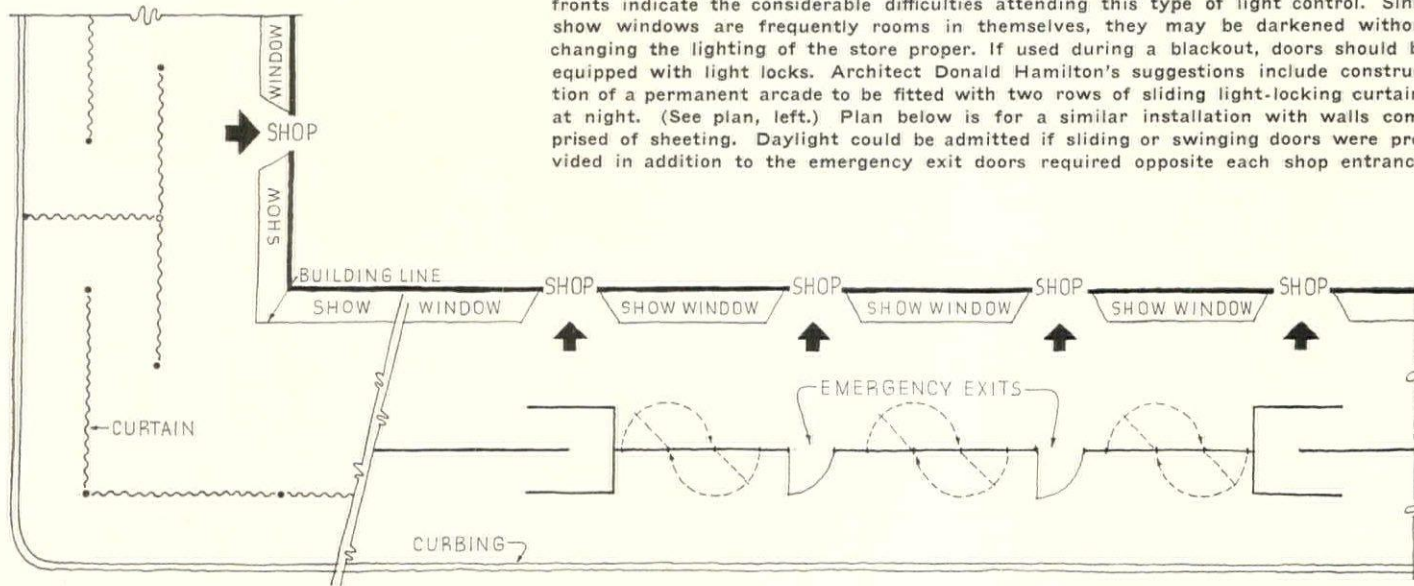 fronts indicate the considerable difficulties attending this type of light control.
show windows are frequently rooms in themselves, they may be darkened
changing the lighting of the store proper. If used during a blackout, doors should
equipped with light locks. Architect Donald Hamilton's suggestions include
tion of a permanent arcade to be fitted with two rows of sliding light-locking
at night. (See plan, left.) Plan below is for a similar installation with walls com
prised of sheeting. Daylight could be admitted if sliding or swinging doors were
vided in addition to the emergency exit doors required opposite each shop
WINDOW
SHOP
SHOW
BUILDING LINE
SHOW WINDOW
SHOP
SHOW WINDOW
SHOP
SHOW WINDOW
SHOP
SHOW WINDOW
SHOP
EMERGENCY EXITS
CURTAIN
CURBING